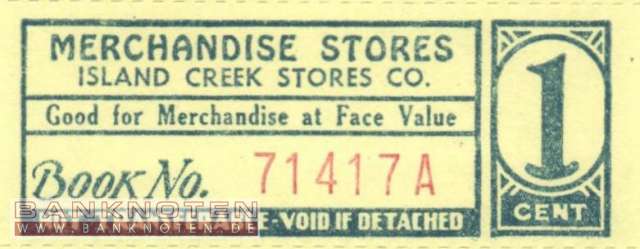 MERCHANDISE STORES
ISLAND CREEK STORES CO.
Good for Merchandise at Face Value
BOOK No. 71417A
-VOID IF DETACHED
1
CENT
BANKNOTEN
WWW.BANKNOTEN.DE